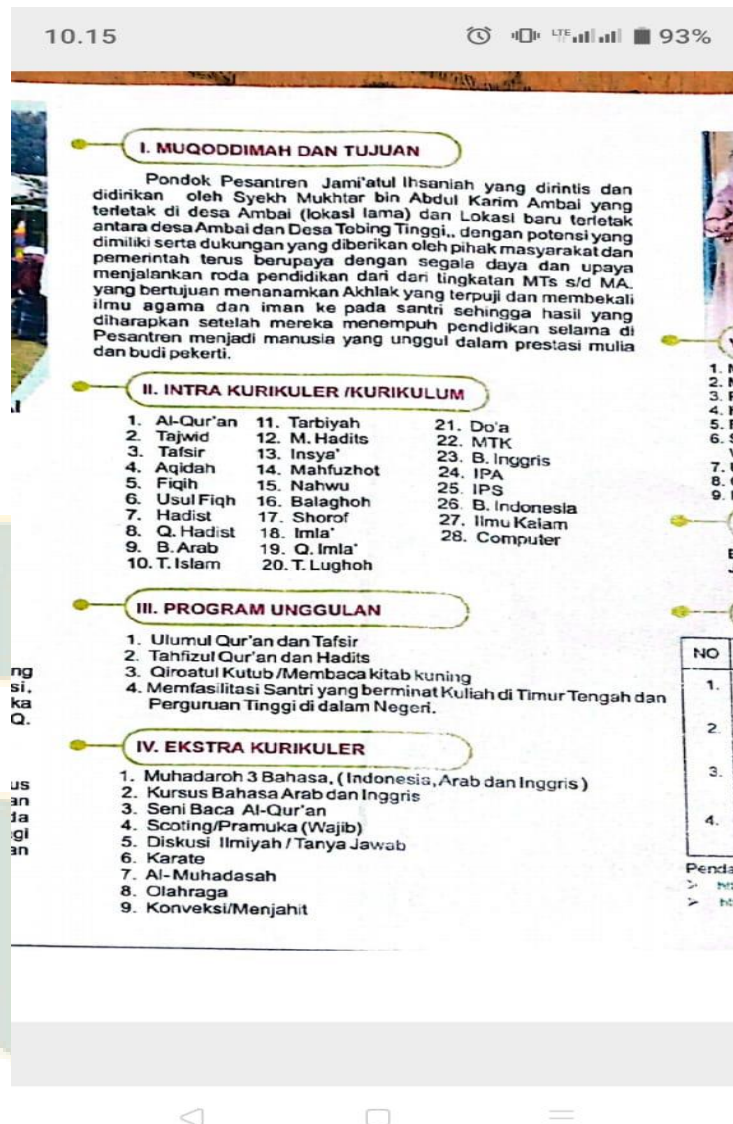 10.15
LTE
93%
I. MUQODDIMAH DAN TUJUAN
Pondok Pesantren Jami'atul Ihsaniah yang dirintis dan
didirikan oleh Syekh Mukhtar bin Abdul Karim Ambai yang
terletak di desa Ambai (lokasi lama) dan Lokasi baru terletak
antara desa Ambai dan Desa Tebing Tinggi,, dengan potensi yang
dimiliki serta dukungan yang diberikan oleh pihak masyarakat dan
pemerintah terus berupaya dengan segala daya dan upaya
menjalankan roda pendidikan dari dari tingkatan MTs s/d MA.
yang bertujuan menanamkan Akhlak yang terpuji dan membekali
ilmu agama dan iman ke pada santri sehingga hasil yang
diharapkan setelah mereka menempuh pendidikan selama di
Pesantren menjadi manusia yang unggul dalam prestasi mulia
dan budi pekerti.
II. INTRA KURIKULER /KURIKULUM
1. Al-Qur'an
2. Tajwid
3. Tafsir
4. Aqidah
5. Fiqih
6. Usul Fiqh
7. Hadist
8. Q. Hadist
9. B. Arab
10. T. Islam
11. Tarbiyah
12. M. Hadits
13. Insya'
14. Mahfuzhot
15. Nahwu
16. Balaghoh
17. Shorof
18. Imla'
19. Q. Imla'
20. T. Lughoh
21. Do'a
22. MTK
23. B. Inggris
24. IPA
25. IPS
26. B. Indonesia
27. Ilmu Kalam
28. Computer
III. PROGRAM UNGGULAN
1. Ulumul Qur'an dan Tafsir
2. Tahfizul Qur'an dan Hadits
3. Qiroatul Kutub /Membaca kitab kuning
4. Memfasilitasi Santri yang berminat Kuliah di Timur Tengah dan
Perguruan Tinggi di dalam Negeri.
IV. EKSTRA KURIKULER
1. Muhadaroh 3 Bahasa, ( Indonesia, Arab dan Inggris )
2. Kursus Bahasa Arab dan Inggris
3. Seni Baca Al-Qur'an
4. Scoting/Pramuka (Wajib)
5. Diskusi Ilmiyah / Tanya Jawab
6. Karate
7. Al-Muhadasah
8. Olahraga
9. Konveksi/Menjahit
NO
1.
2.
3.
4.